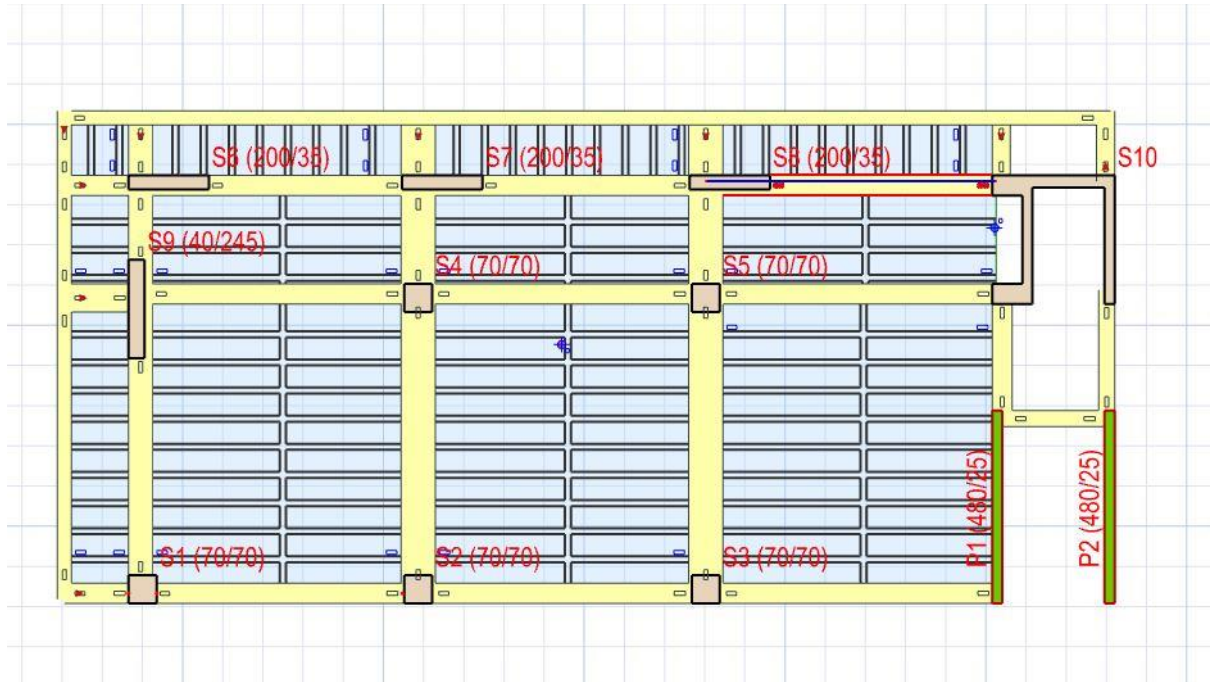 S6 (200/35)
S7 (200/35)
S8 (200/35)
S10
S9 (40/245)
S4 (70/70)
S5 (70/70)
S1 (70/70)
S2 (70/70)
S3 (70/70)
P1 (480/25)
P2 (480/25)